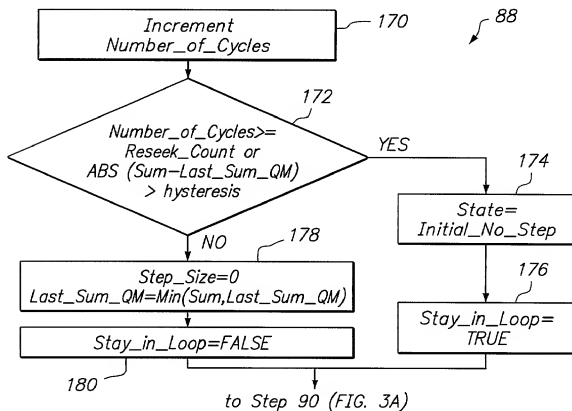 Increment
Number_of_Cycles
170
88
172
Number_of_Cycles>=
Reseek_Count or
ABS (Sum-Last_Sum_QM)
> hysteresis
YES
174
State=
Initial_No_Step
NO
178
Step_Size=0
Last_Sum_QM=Min(Sum,Last_Sum_QM)
176
Stay_in_Loop=
TRUE
Stay_in_Loop=FALSE
180
to Step 90 (FIG. 3A)